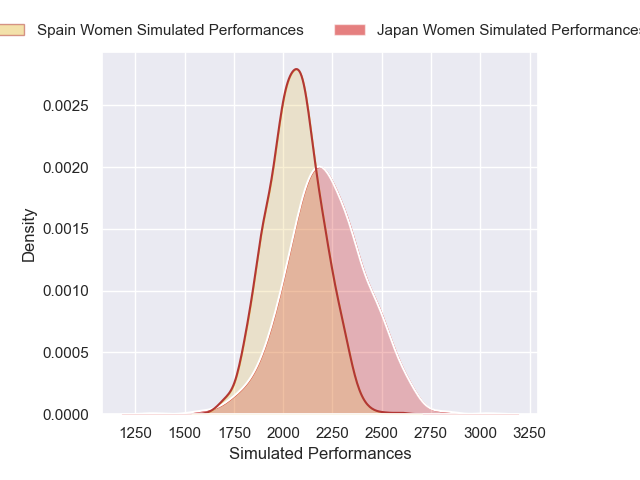 Spain Women Simulated Performances
Japan Women Simulated Performances
0.0025
0.0020
0.0015
0.0010
0.0005
0.0000
Density
1250 1500 1750 2000 2250 2500 2750 3000 3250
Simulated Performances